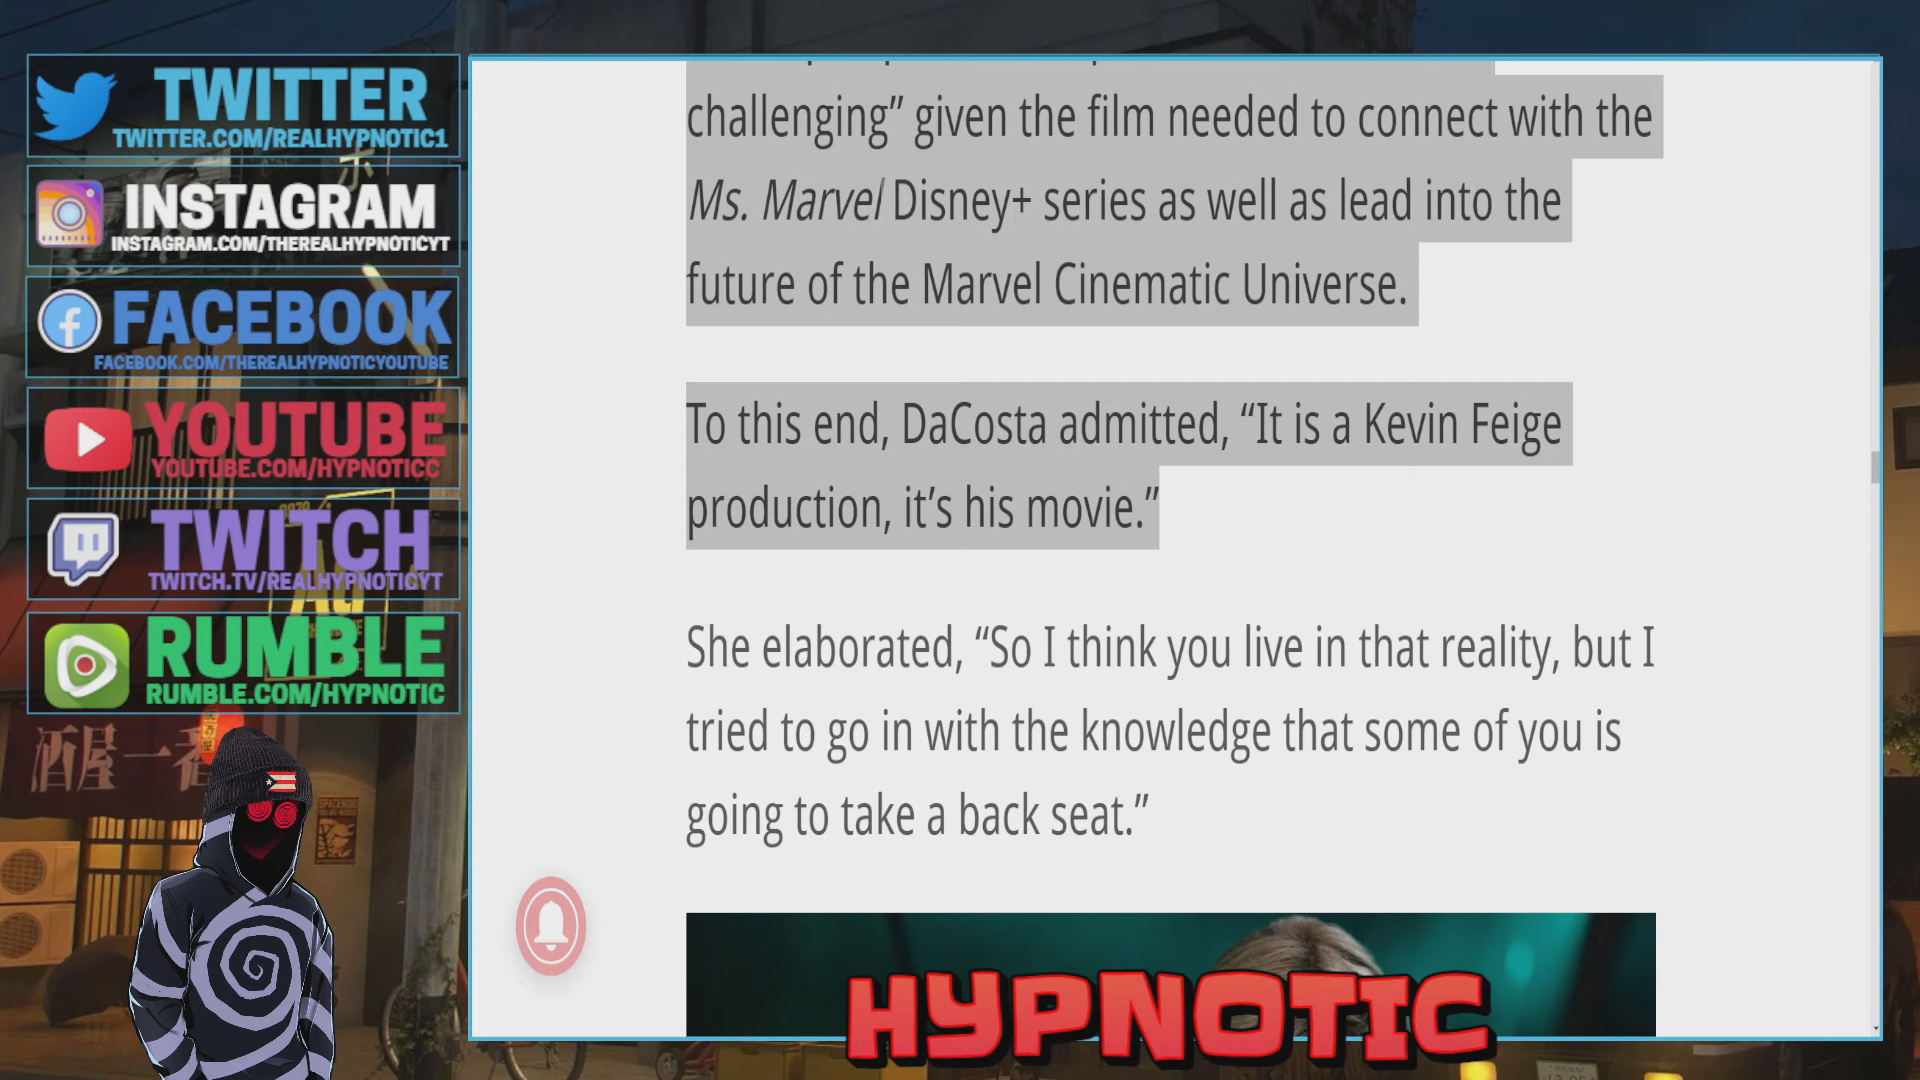 TWITTER
TWITTER.COM/REALHYPNOTIC1
INSTAGRAM
INSTAGRAM.COM/THEREALHYPNOTICYT
FACEBOOK
FACEBOOK.COM/THEREALHYPNOTICYOUTUBE
YOUTUBE
YOUTUBE.COM/HYPNOTICC
TWITCH
TWITCH.TV/REALHYPNOTICYT
RUMBLE
RUMBLE.COM/HYPNOTIC
酒屋一番
challenging” given the film needed to connect with the
Ms. Marvel Disney+ series as well as lead into the
future of the Marvel Cinematic Universe.
To this end, DaCosta admitted, “It is a Kevin Feige
production, it’s his movie.”
She elaborated, “So I think you live in that reality, but I
tried to go in with the knowledge that some of you is
going to take a back seat.”
HYPNOTIC